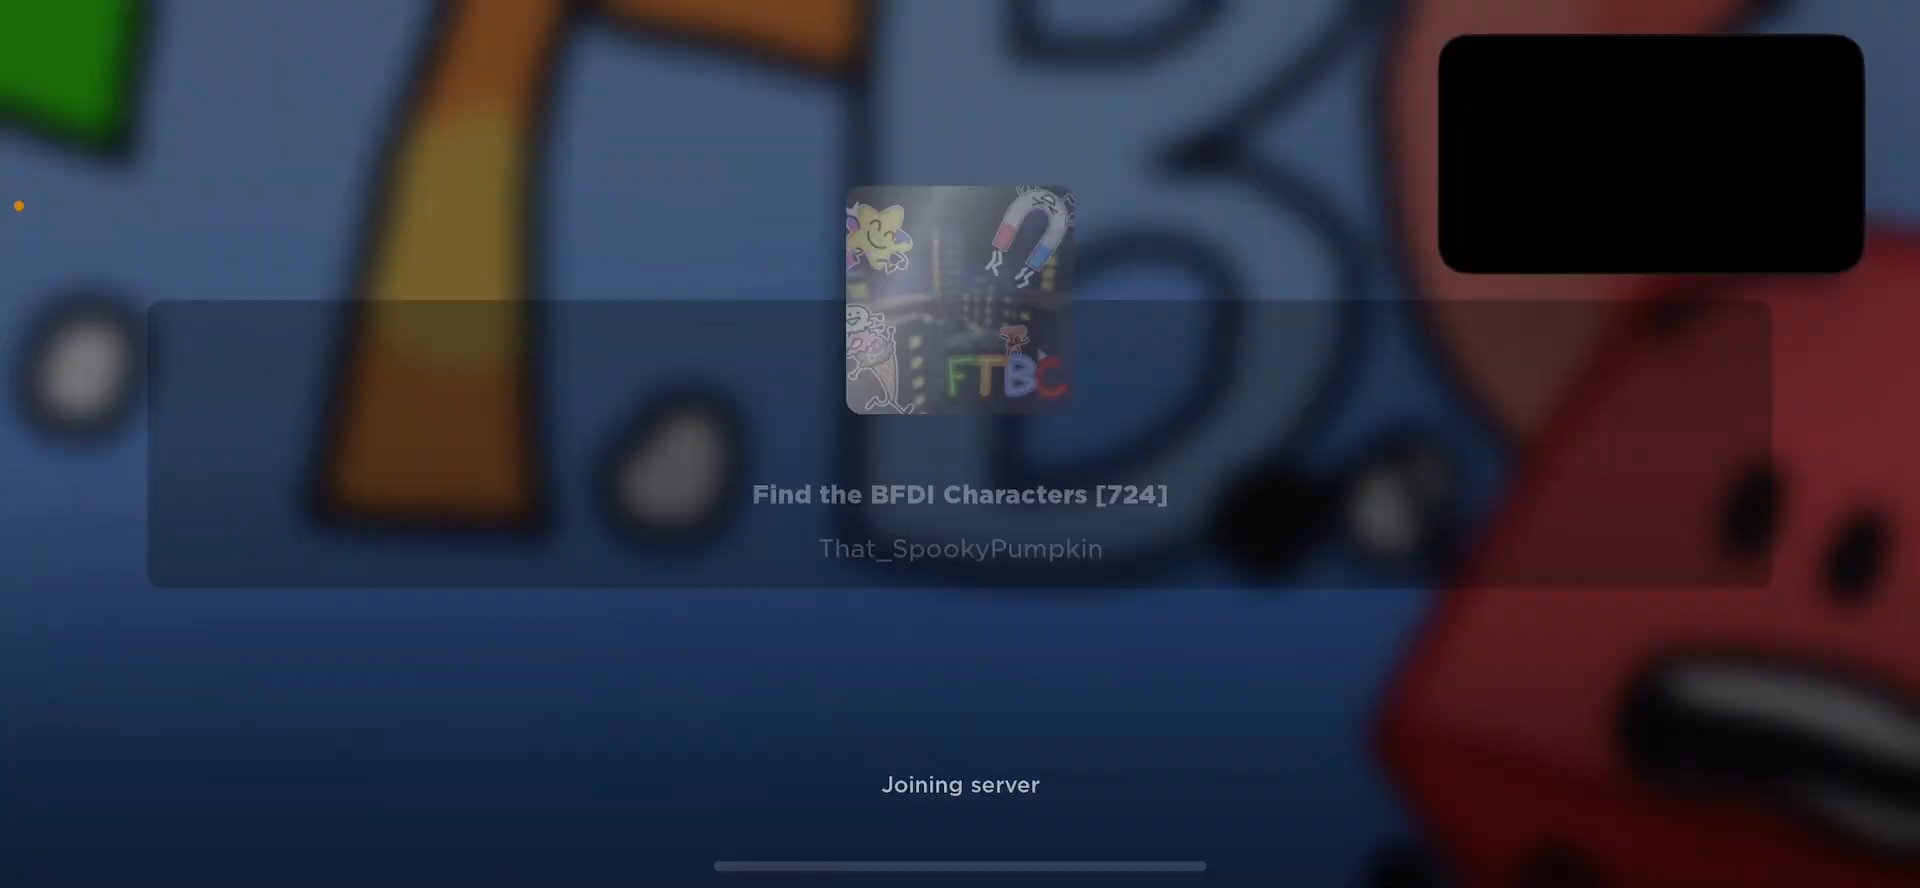 FTBC
Find the BFDI Characters [724]
That_SpookyPumpkin
Joining server